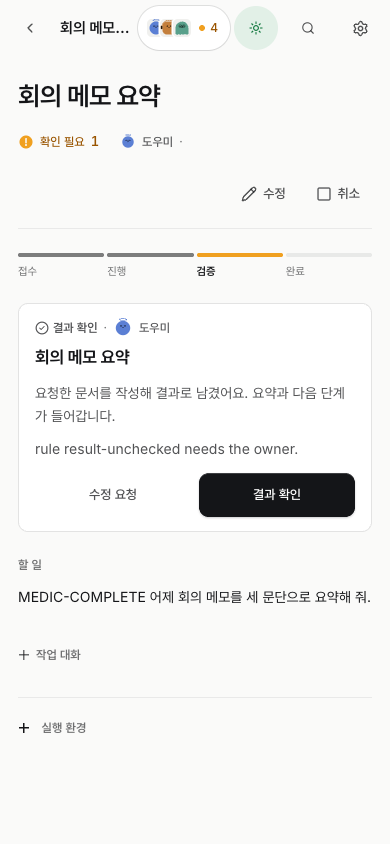 회의 메모...
4
회의 메모 요약
확인 필요 1
도우미 ·
수정
취소
접수
진행
검증
완료
결과 확인 · 도우미
회의 메모 요약
요청한 문서를 작성해 결과로 남겼어요. 요약과 다음 단계
가 들어갑니다.
rule result-unchecked needs the owner.
수정 요청
결과 확인
할 일
MEDIC-COMPLETE 어제 회의 메모를 세 문단으로 요약해 줘.
작업 대화
실행 환경